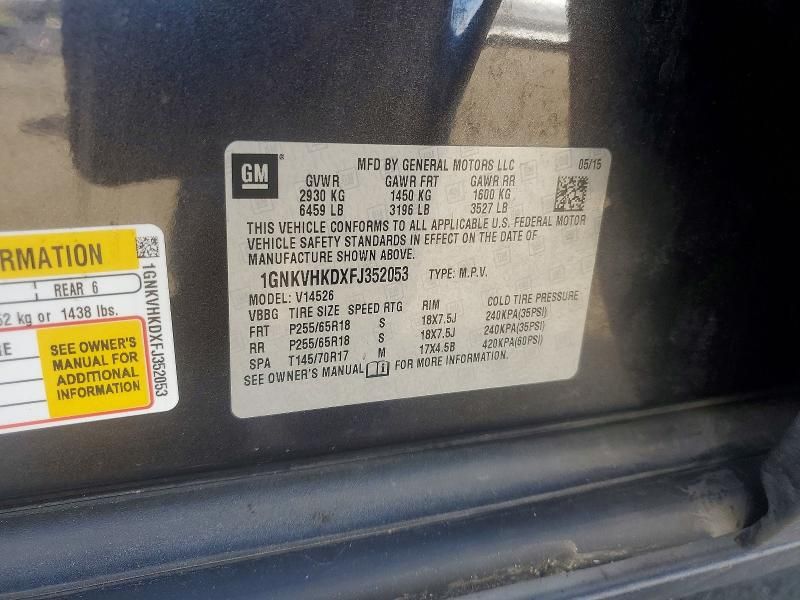 GM ®
MFD BY GENERAL MOTORS LLC 05/15
GVWR GAWR FRT GAWR RR
2930 KG 1450 KG 1600 KG
6459 LB 3196 LB 3527 LB
THIS VEHICLE CONFORMS TO ALL APPLICABLE U.S. FEDERAL MOTOR
VEHICLE SAFETY STANDARDS IN EFFECT ON THE DATE OF
MANUFACTURE SHOWN ABOVE.
1GNKVHKDXFJ352053 TYPE: M.P.V.
MODEL: V14526
VBBG TIRE SIZE SPEED RTG RIM COLD TIRE PRESSURE
FRT P255/65R18 S 18X7.5J 240KPA(35PSI)
RR P255/65R18 S 18X7.5J 240KPA(35PSI)
SPA T145/70R17 M 17X4.5B 420KPA(60PSI)
SEE OWNER'S MANUAL i FOR MORE INFORMATION.
RMATION
REAR 6
52 kg or 1438 lbs.
SEE OWNER'S
MANUAL FOR
ADDITIONAL
INFORMATION
1GNKVHKDXFJ352053